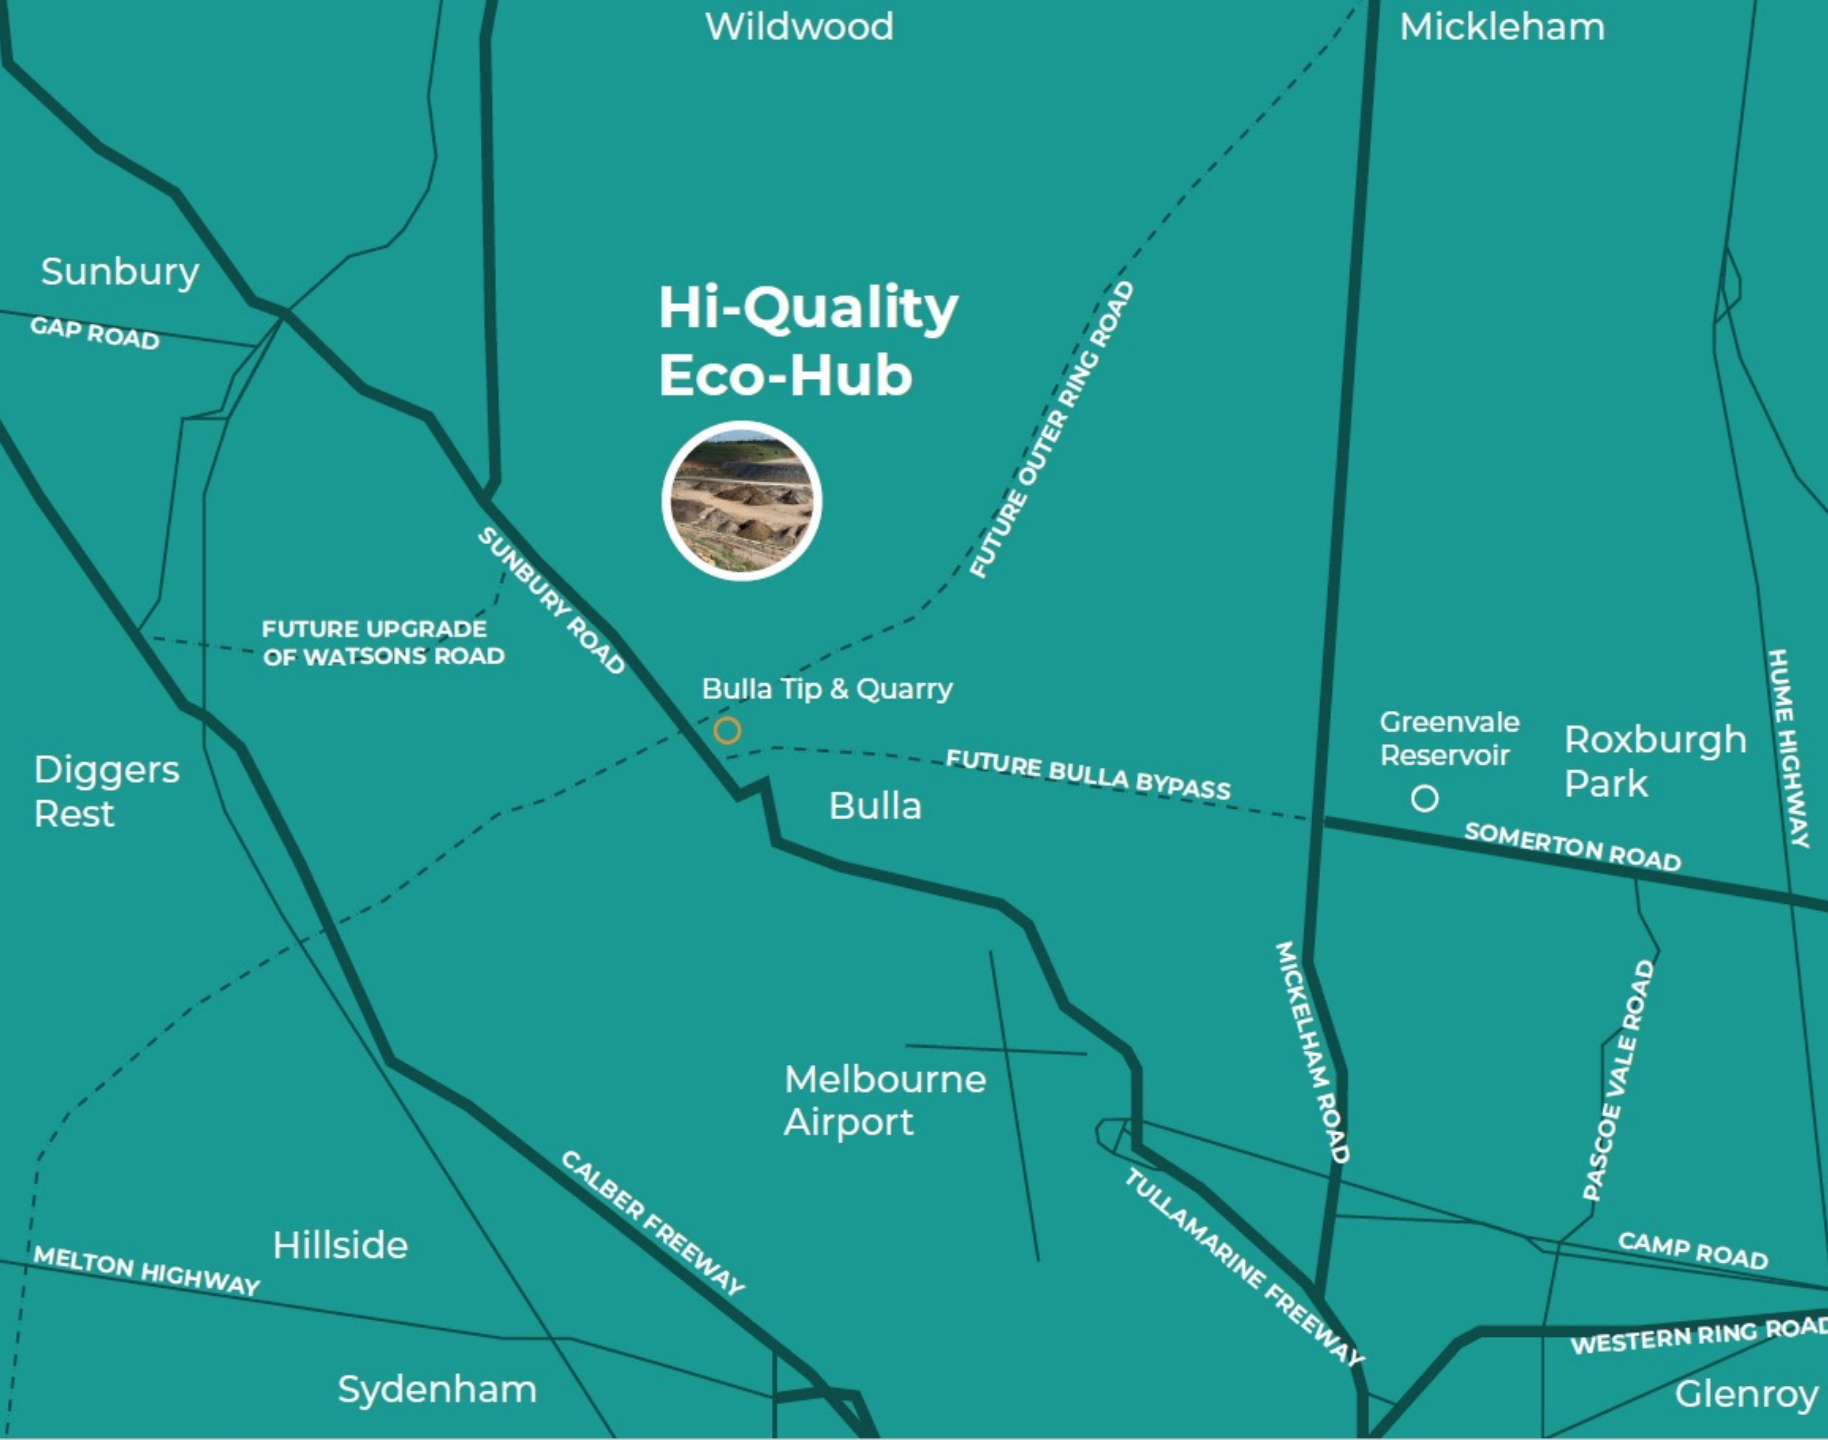 Wildwood
Mickleham
Sunbury
GAP ROAD
Hi-Quality
Eco-Hub
FUTURE OUTER RING ROAD
SUNBURY ROAD
FUTURE UPGRADE
OF WATSONS ROAD
Bulla Tip & Quarry
FUTURE BULLA BYPASS
Greenvale
Reservoir
Roxburgh
Park
HUME HIGHWAY
Diggers
Rest
Bulla
SOMERTON ROAD
MICKELHAM ROAD
PASCOE VALE ROAD
Melbourne
Airport
CALBER FREEWAY
TULLAMARINE FREEWAY
Hillside
MELTON HIGHWAY
CAMP ROAD
WESTERN RING ROAD
Sydenham
Glenroy